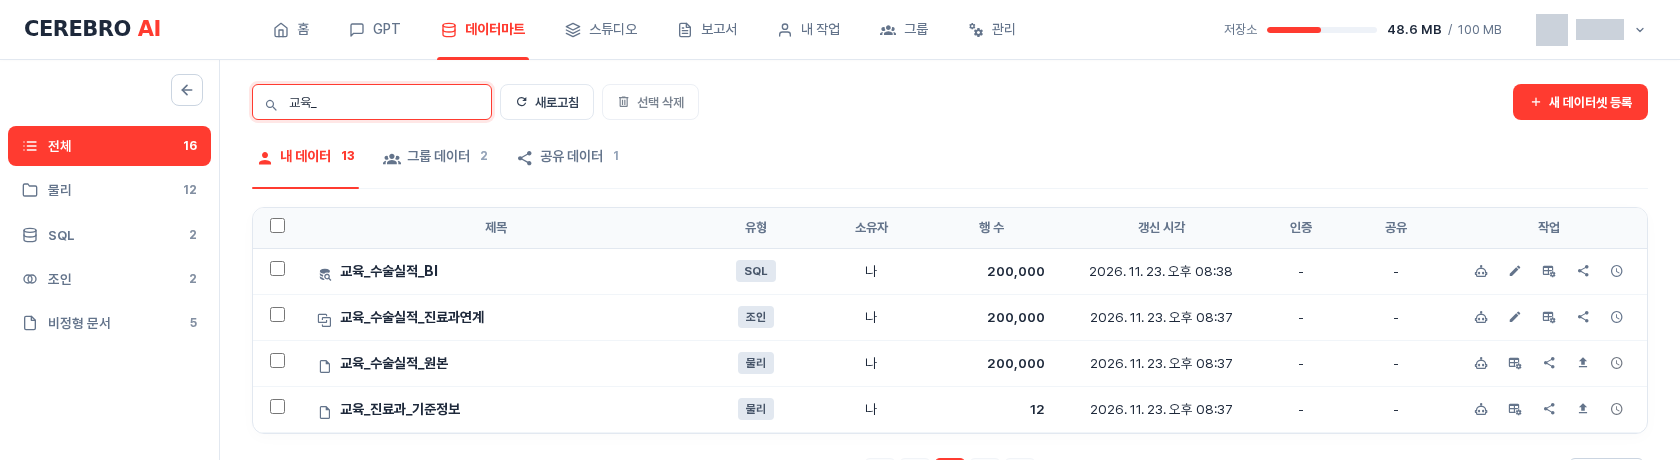 CEREBRO AI
홈 GPT 데이터마트 스튜디오 보고서 내 작업 그룹 관리 저장소 48.6 MB / 100 MB
교육_ 새로고침 선택 삭제 + 새 데이터셋 등록
전체 16
물리 12
SQL 2
조인 2
비정형 문서 5
내 데이터 13 그룹 데이터 2 공유 데이터 1
제목 유형 소유자 행 수 갱신 시각 인증 공유 작업
교육_수술실적_BI SQL 나 200,000 2026. 11. 23. 오후 08:38 - -
교육_수술실적_진료과연계 조인 나 200,000 2026. 11. 23. 오후 08:37 - -
교육_수술실적_원본 물리 나 200,000 2026. 11. 23. 오후 08:37 - -
교육_진료과_기준정보 물리 나 12 2026. 11. 23. 오후 08:37 - -